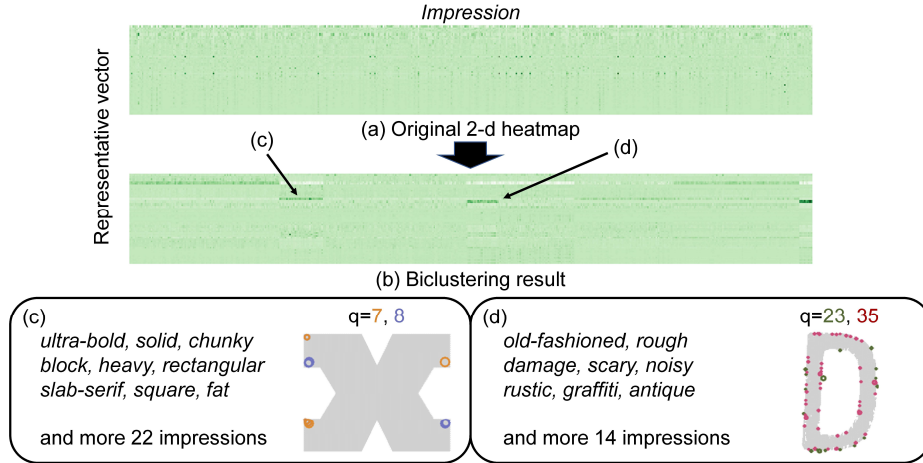 Impression
Representative vector
(a) Original 2-d heatmap
(c)
(d)
(b) Biclustering result
(c)
q=7, 8
ultra-bold, solid, chunky
block, heavy, rectangular
slab-serif, square, fat
and more 22 impressions
(d)
q=23, 35
old-fashioned, rough
damage, scary, noisy
rustic, graffiti, antique
and more 14 impressions
X
D